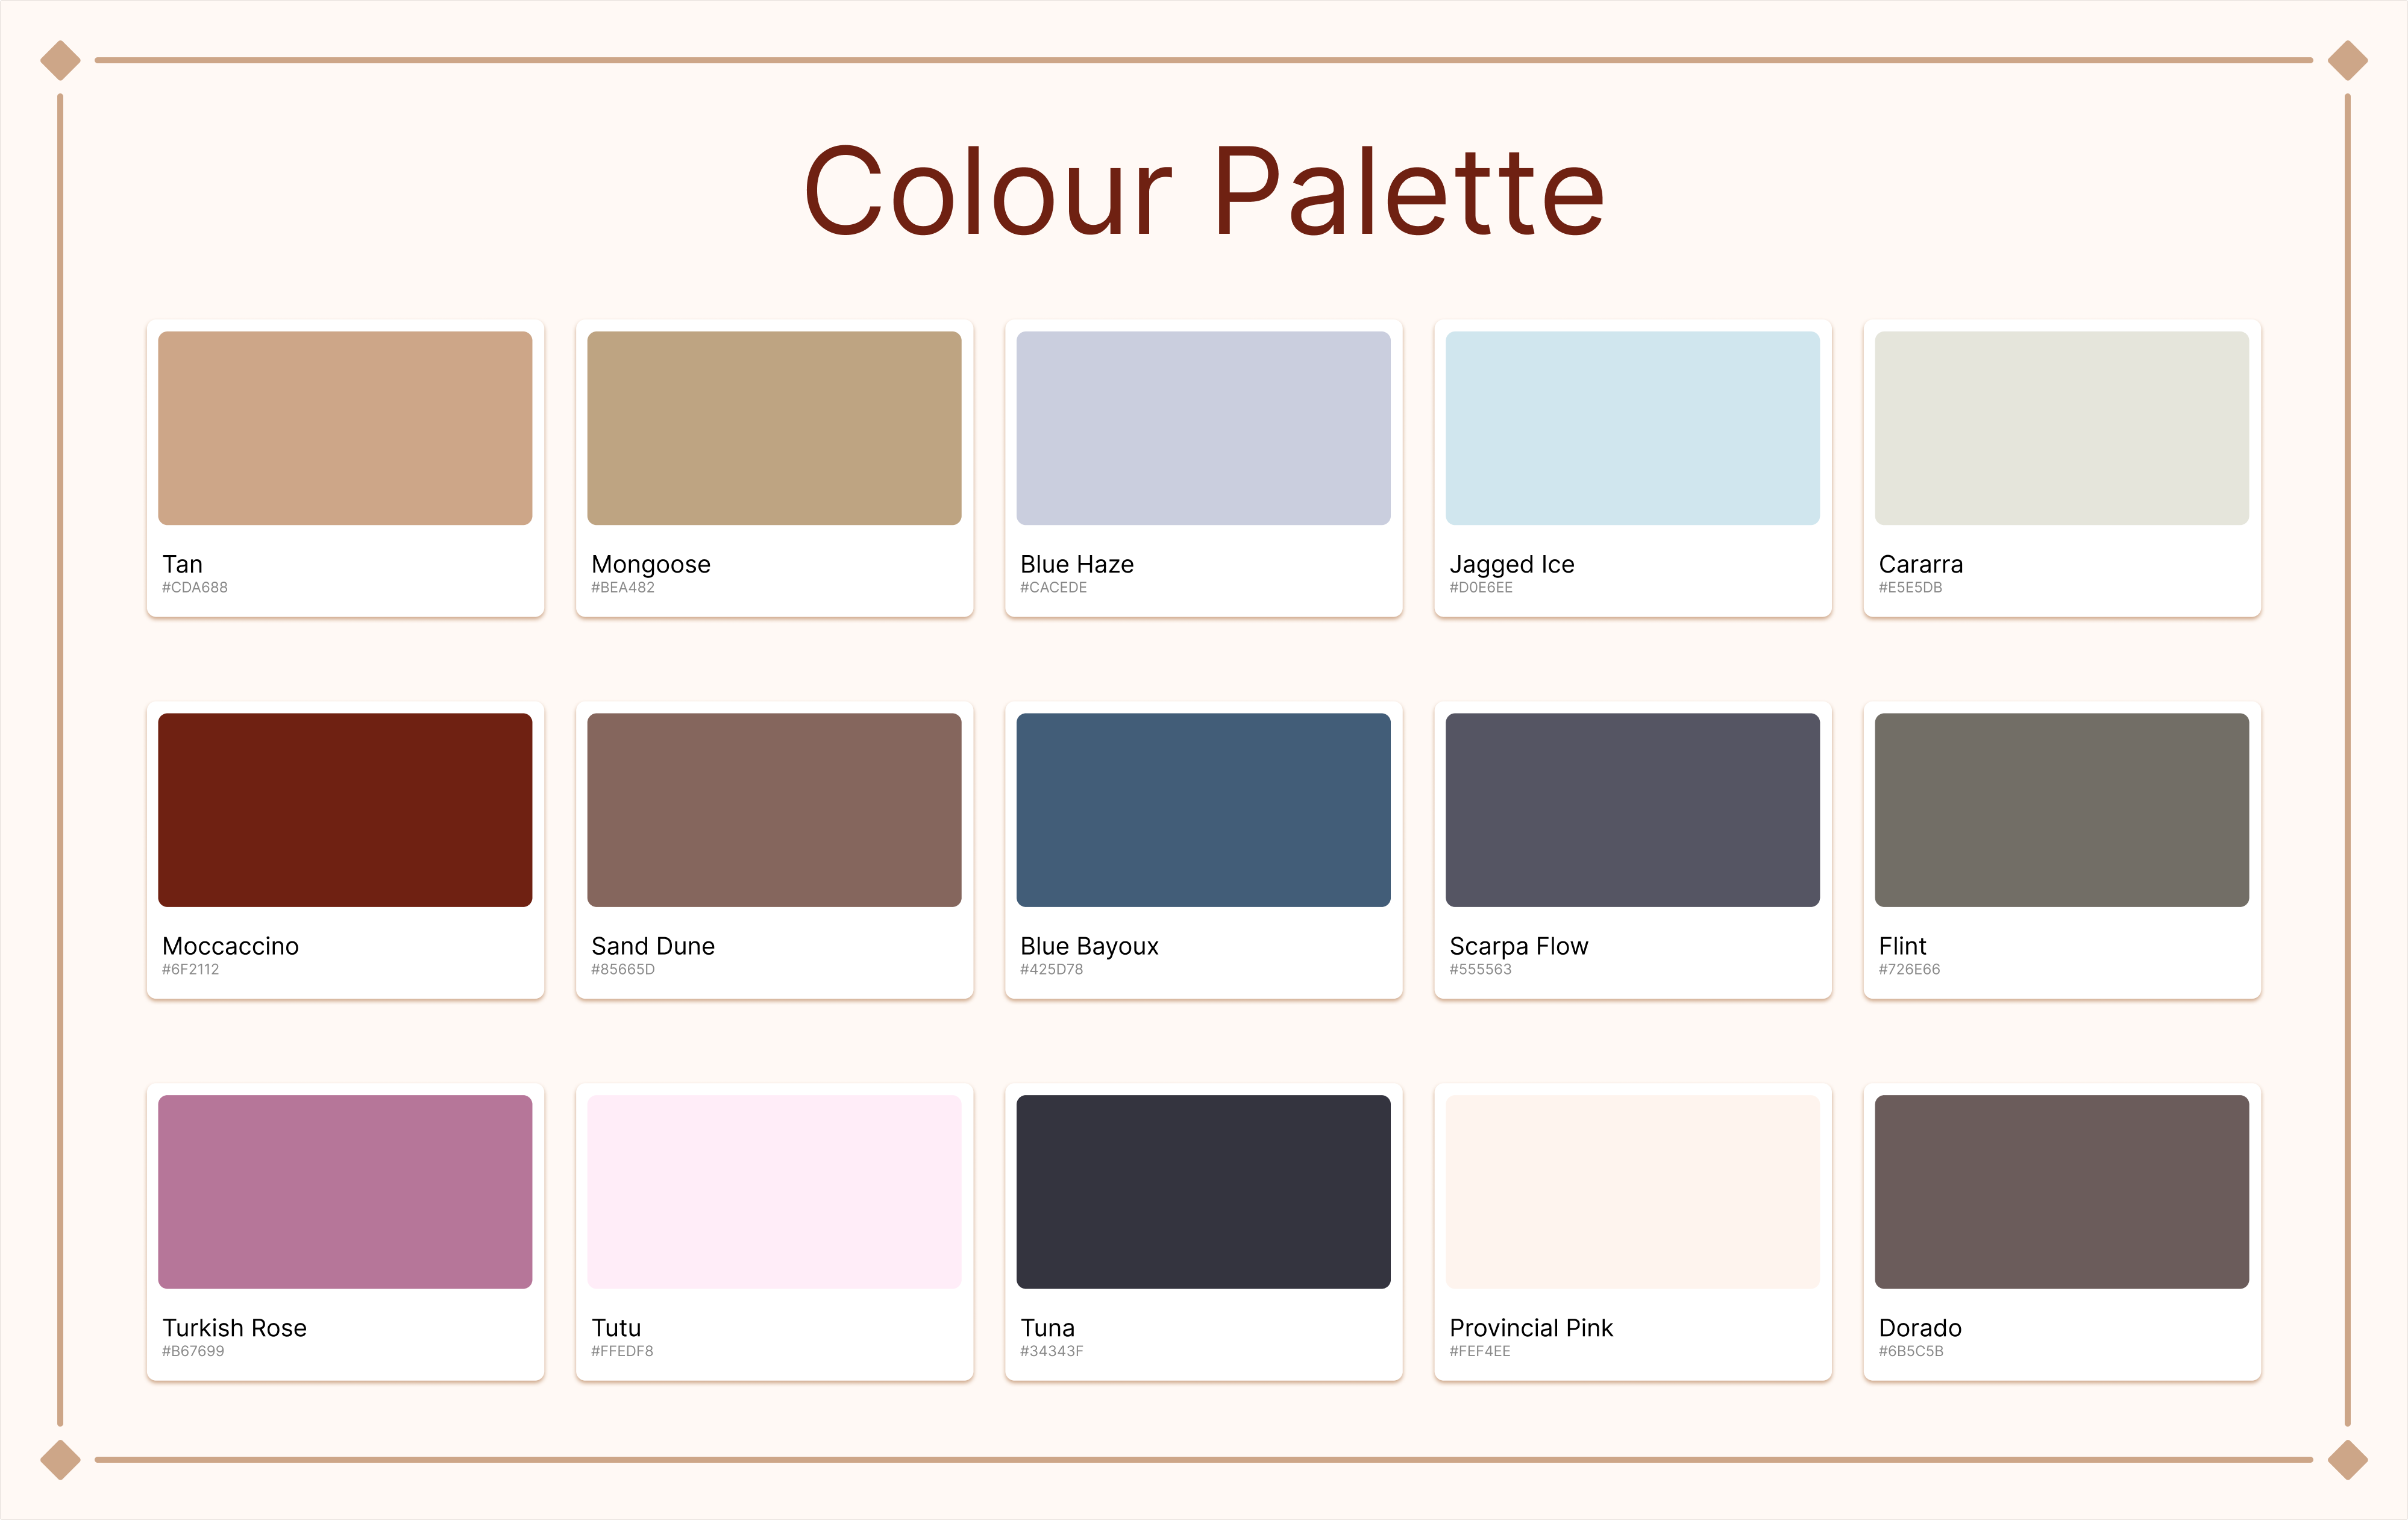 Colour Palette
Tan
#CDA688
Mongoose
#BEA482
Blue Haze
#CACEDE
Jagged Ice
#D0E6EE
Cararra
#E5E5DB
Moccaccino
#6F2112
Sand Dune
#85665D
Blue Bayoux
#425D78
Scarpa Flow
#555563
Flint
#726E66
Turkish Rose
#B67699
Tutu
#FFEDF8
Tuna
#34343F
Provincial Pink
#FEF4EE
Dorado
#6B5C5B